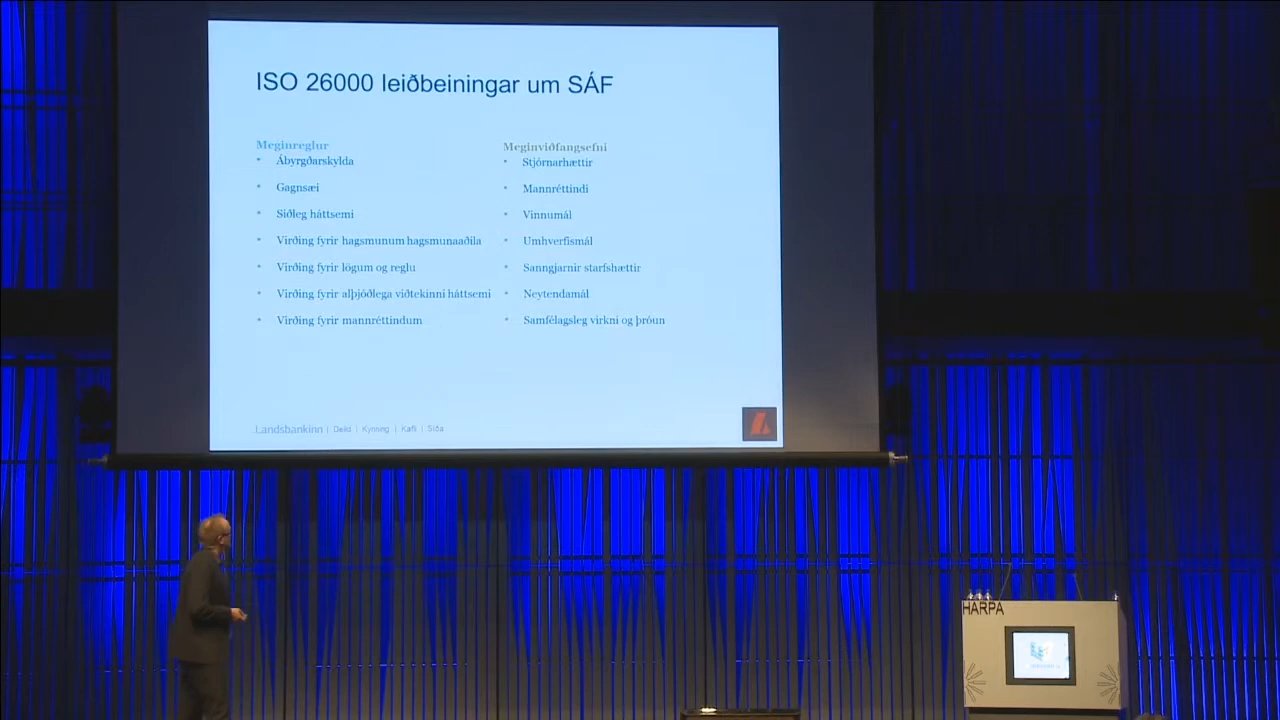 ISO 26000 leiðbeiningar um SÁF
Meginreglur
• Ábyrgðarskylda
• Gagnsæi
• Siðleg háttsemi
• Virðing fyrir hagsmunum hagsmunaaðila
• Virðing fyrir lögum og reglu
• Virðing fyrir alþjóðlega viðtekinni háttsemi
• Virðing fyrir mannréttindum
Meginviðfangsefni
• Stjórnarhættir
• Mannréttindi
• Vinnumál
• Umhverfismál
• Sanngjarnir starfshættir
• Neytendamál
• Samfélagsleg virkni og þróun
Landsbankinn | Deild | Kynning | Kafli | Síða
HARPA